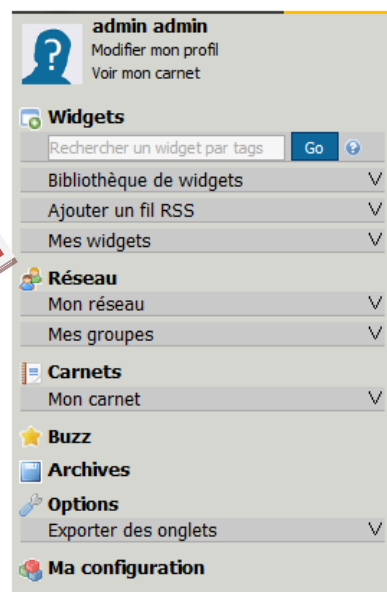 admin admin
Modifier mon profil
Voir mon carnet
Widgets
Rechercher un widget par tags Go
Bibliothèque de widgets
Ajouter un fil RSS
Mes widgets
Réseau
Mon réseau
Mes groupes
Carnets
Mon carnet
Buzz
Archives
Options
Exporter des onglets
Ma configuration